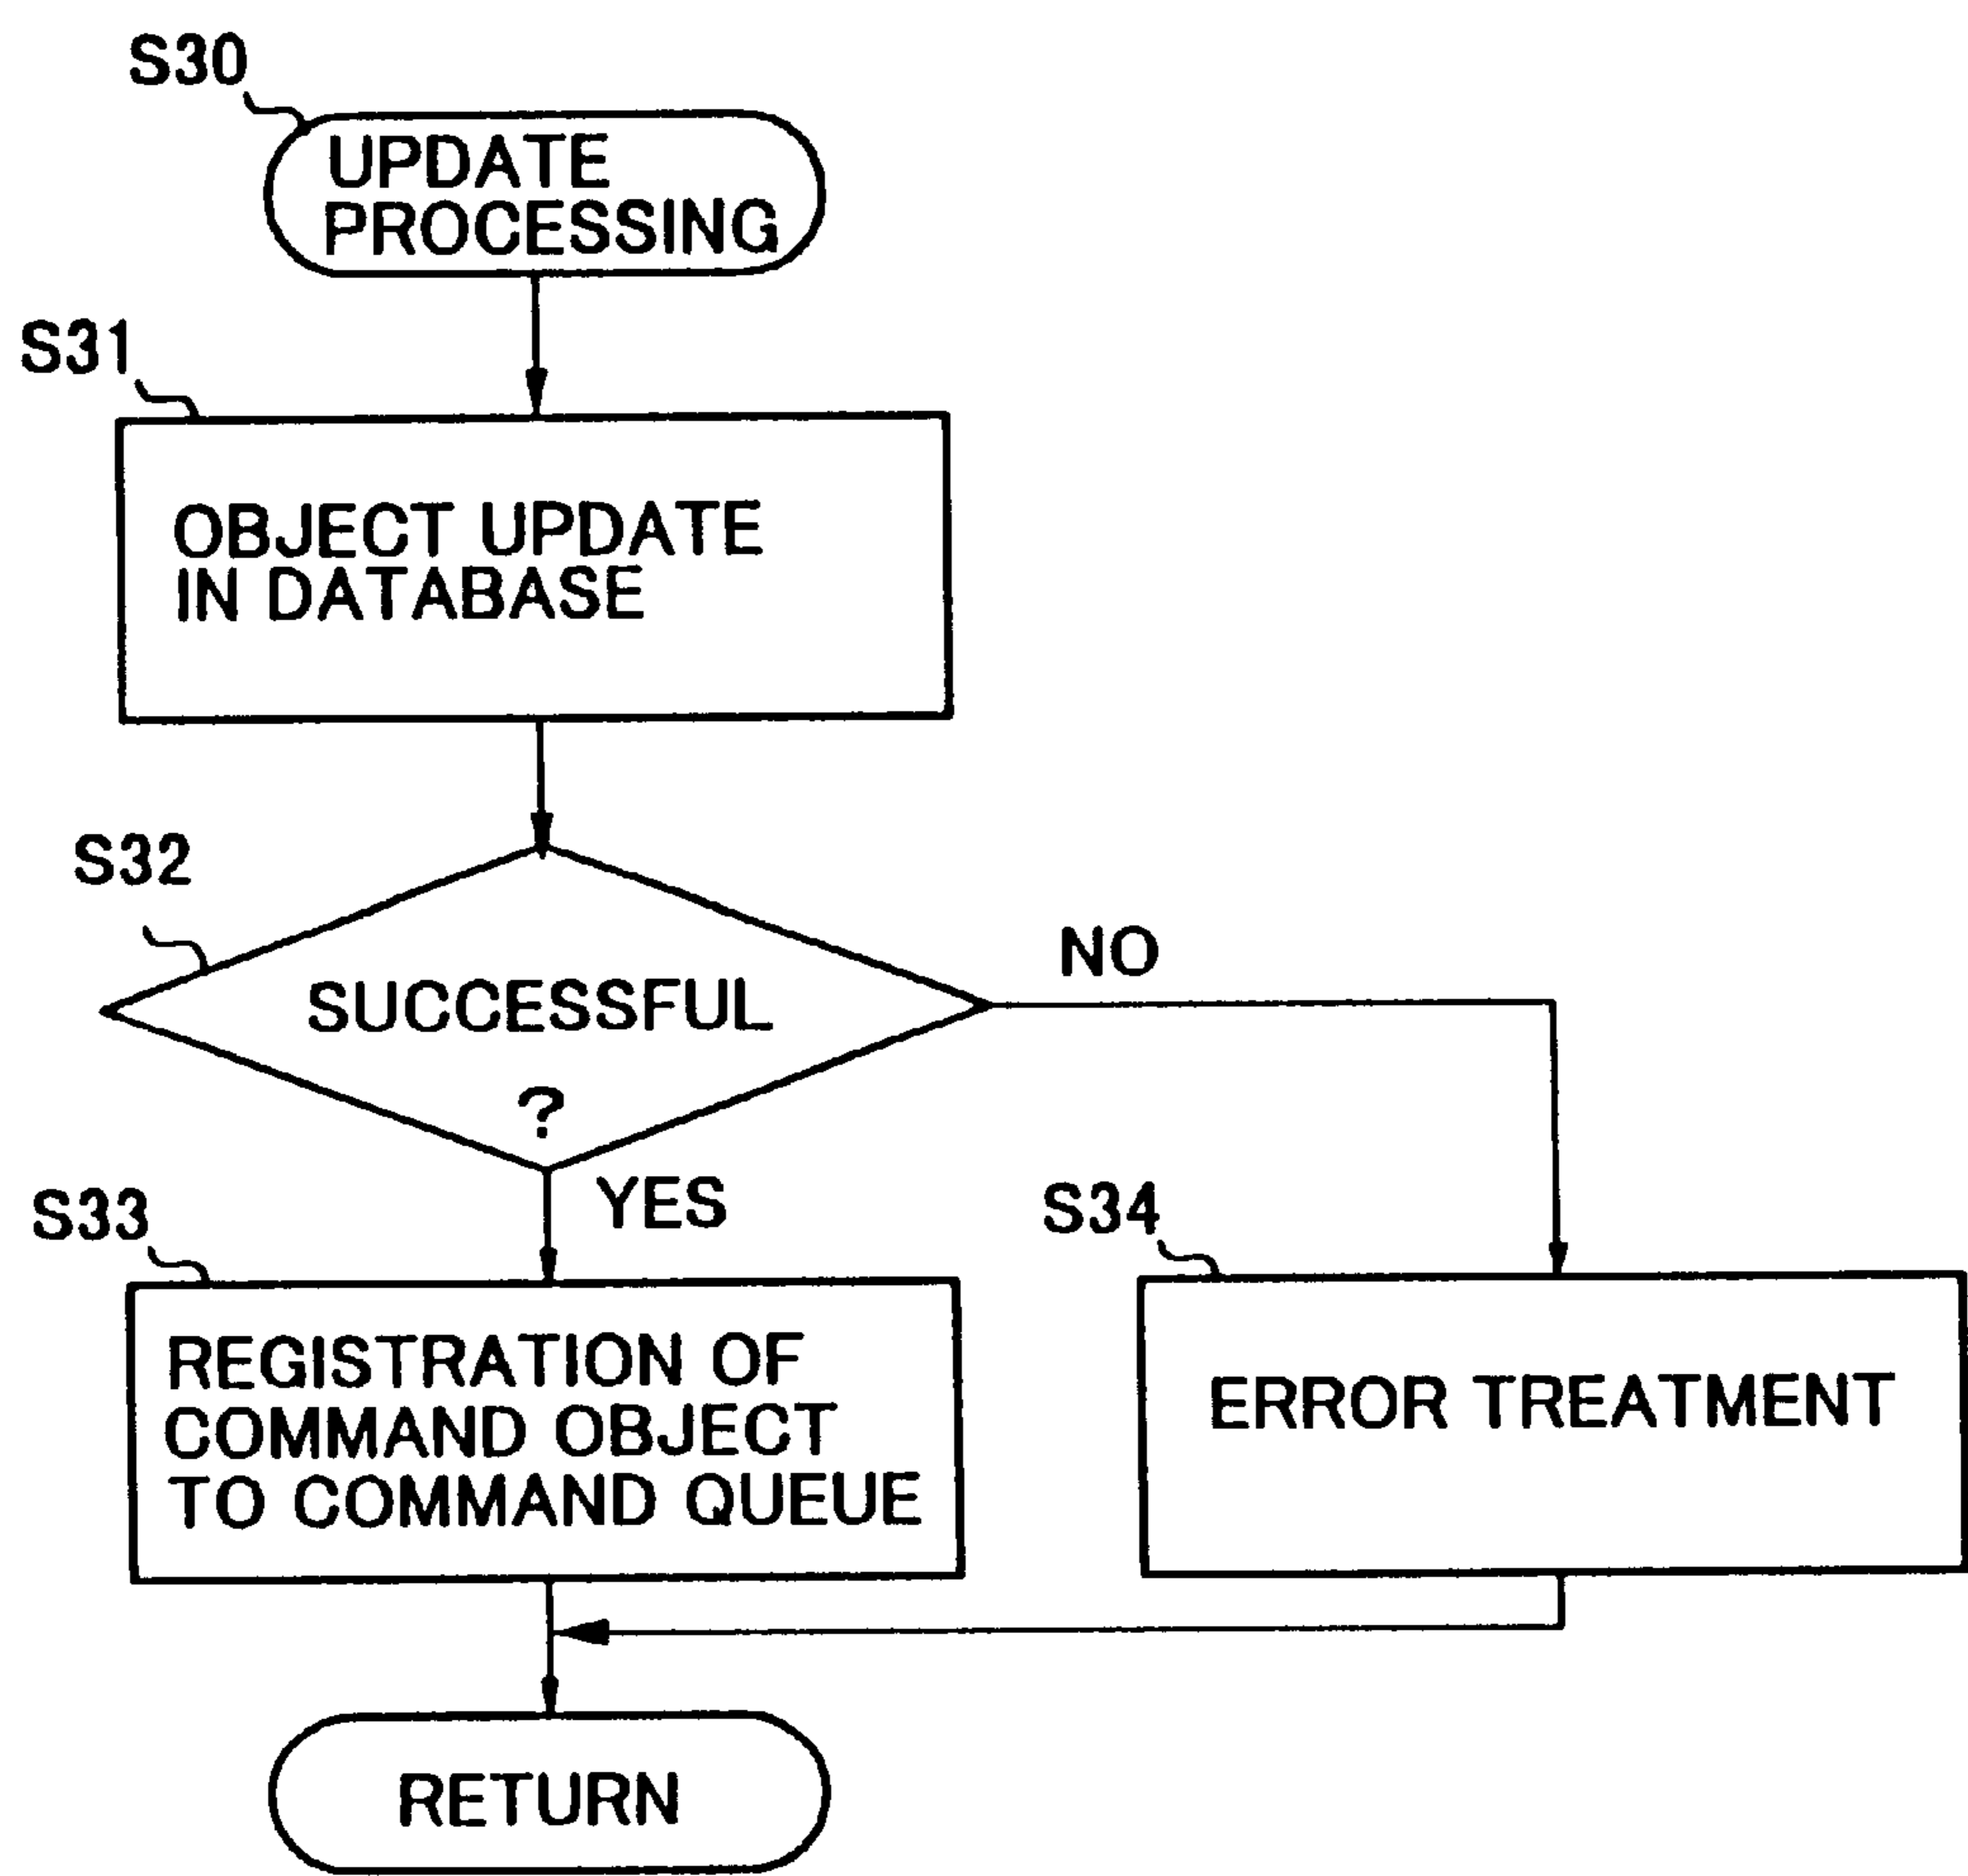 S30
UPDATE
PROCESSING
S31
OBJECT UPDATE
IN DATABASE
S32
SUCCESSFUL
?
NO
YES
S33
REGISTRATION OF
COMMAND OBJECT
TO COMMAND QUEUE
S34
ERROR TREATMENT
RETURN